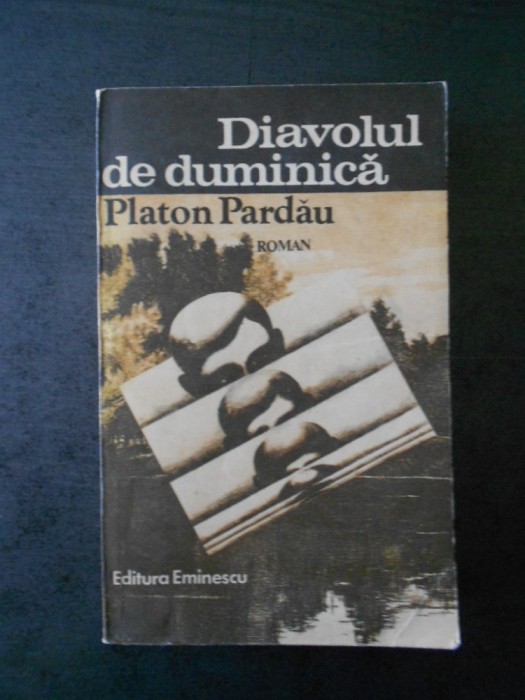 Diavolul
de duminică
Platon Pardău
ROMAN
Editura Eminescu